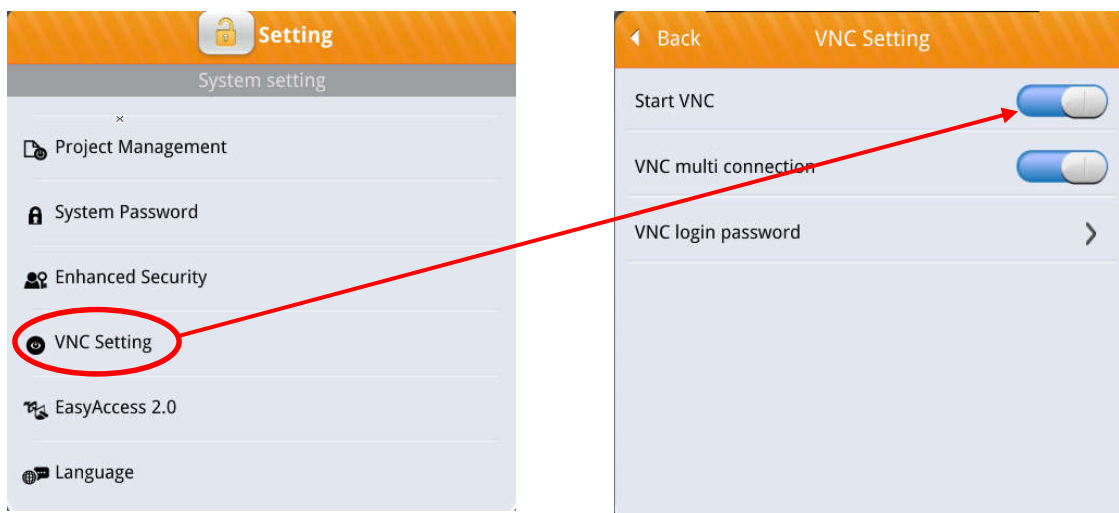 Setting
System setting
Project Management
System Password
Enhanced Security
VNC Setting
EasyAccess 2.0
Language
Back VNC Setting
Start VNC
VNC multi connection
VNC login password